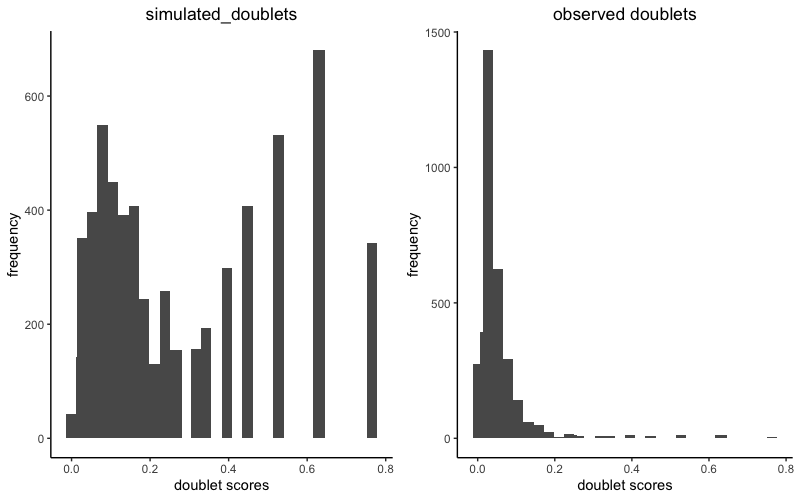 simulated_doublets
frequency
600
400
200
0
0.0 0.2 0.4 0.6 0.8
doublet scores
observed doublets
frequency
1500
1000
500
0
0.0 0.2 0.4 0.6 0.8
doublet scores